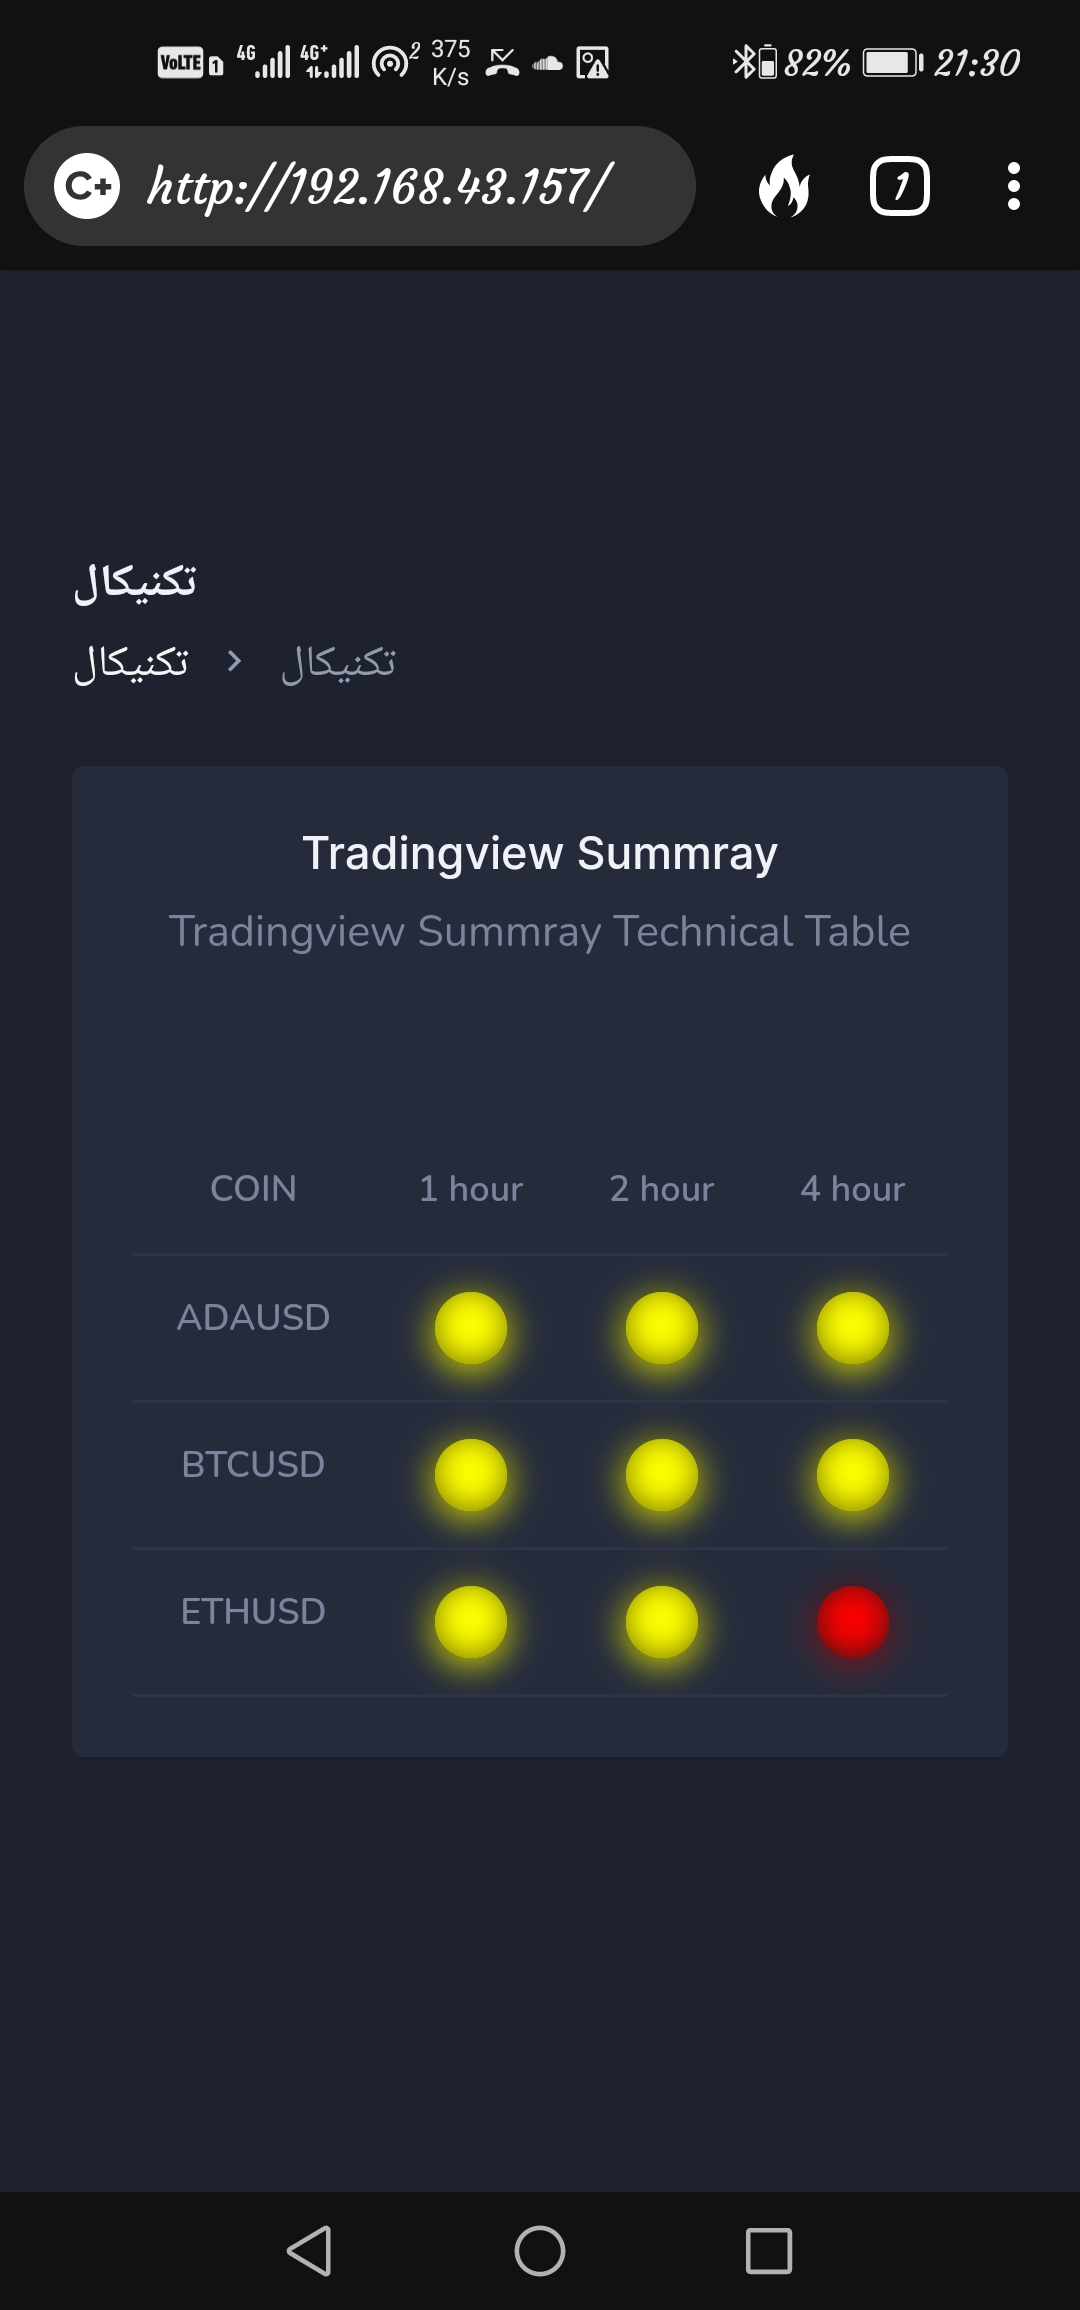 VoLTE 1 4G 4G+ 2 375 K/s 82% 21:30
http://192.168.43.157/ 1
تکنیکال
تکنیکال › تکنیکال
Tradingview Summray
Tradingview Summray Technical Table
COIN 1 hour 2 hour 4 hour
ADAUSD
BTCUSD
ETHUSD